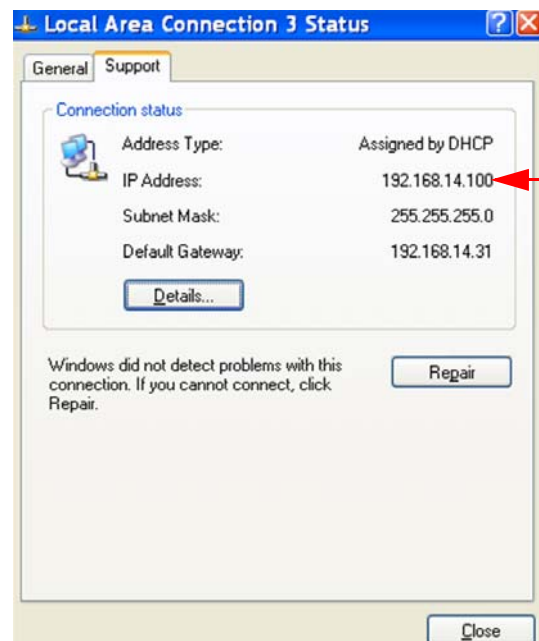 Local Area Connection 3 Status
General Support
Connection status
Address Type: Assigned by DHCP
IP Address: 192.168.14.100
Subnet Mask: 255.255.255.0
Default Gateway: 192.168.14.31
Details...
Windows did not detect problems with this
connection. If you cannot connect, click
Repair.
Repair
Close